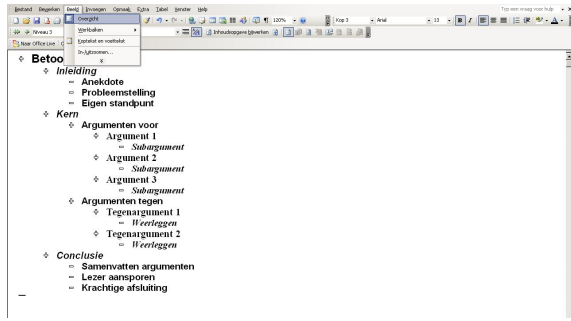 Bestand Bewerken Beeld Invoegen Opmaak Extra Tabel Venster Help Typ een vraag voor hulp
Overzicht
120% Kop 3 Arial 13 B I
Niveau 3 Werkbalken Inhoudsopgave bijwerken
Koptekst en voettekst
Naar Office Live In-/uitzoomen...
Betoo
Inleiding
Anekdote
Probleemstelling
Eigen standpunt
Kern
Argumenten voor
Argument 1
Subargument
Argument 2
Subargument
Argument 3
Subargument
Argumenten tegen
Tegenargument 1
Weerleggen
Tegenargument 2
Weerleggen
Conclusie
Samenvatten argumenten
Lezer aansporen
Krachtige afsluiting